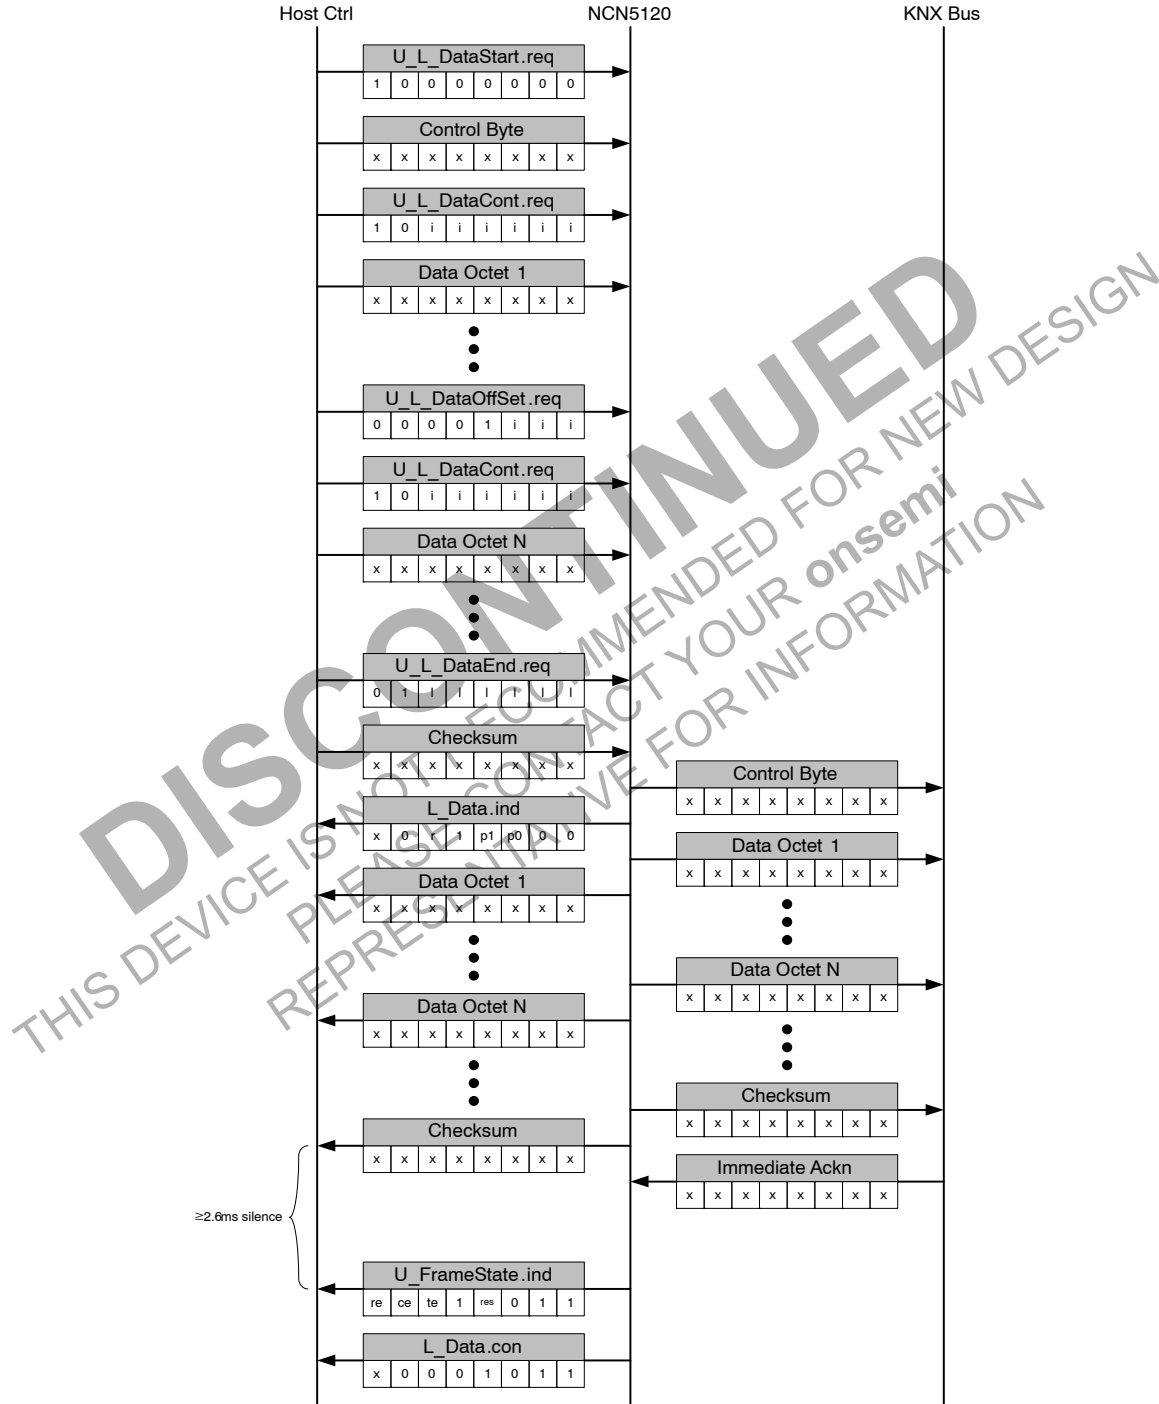 Host Ctrl NCN5120 KNX Bus
U_L_DataStart.req
1 0 0 0 0 0 0 0
Control Byte
x x x x x x x x
U_L_DataCont.req
1 0 i i i i i i
Data Octet 1
x x x x x x x x
U_L_DataOffSet.req
0 0 0 0 1 i i i
U_L_DataCont.req
1 0 i i i i i i
Data Octet N
x x x x x x x x
U_L_DataEnd.req
0 1 l l l l l l
Checksum
x x x x x x x x
Control Byte
x x x x x x x x
L_Data.ind
x 0 r 1 p1 p0 0 0
Data Octet 1
x x x x x x x x
Data Octet 1
x x x x x x x x
Data Octet N
x x x x x x x x
Data Octet N
x x x x x x x x
Checksum
x x x x x x x x
Checksum
x x x x x x x x
Immediate Ackn
x x x x x x x x
≥2.6ms silence
U_FrameState.ind
re ce te 1 res 0 1 1
L_Data.con
x 0 0 0 1 0 1 1
DISCONTINUED
THIS DEVICE IS NOT RECOMMENDED FOR NEW DESIGN
PLEASE CONTACT YOUR onsemi
REPRESENTATIVE FOR INFORMATION